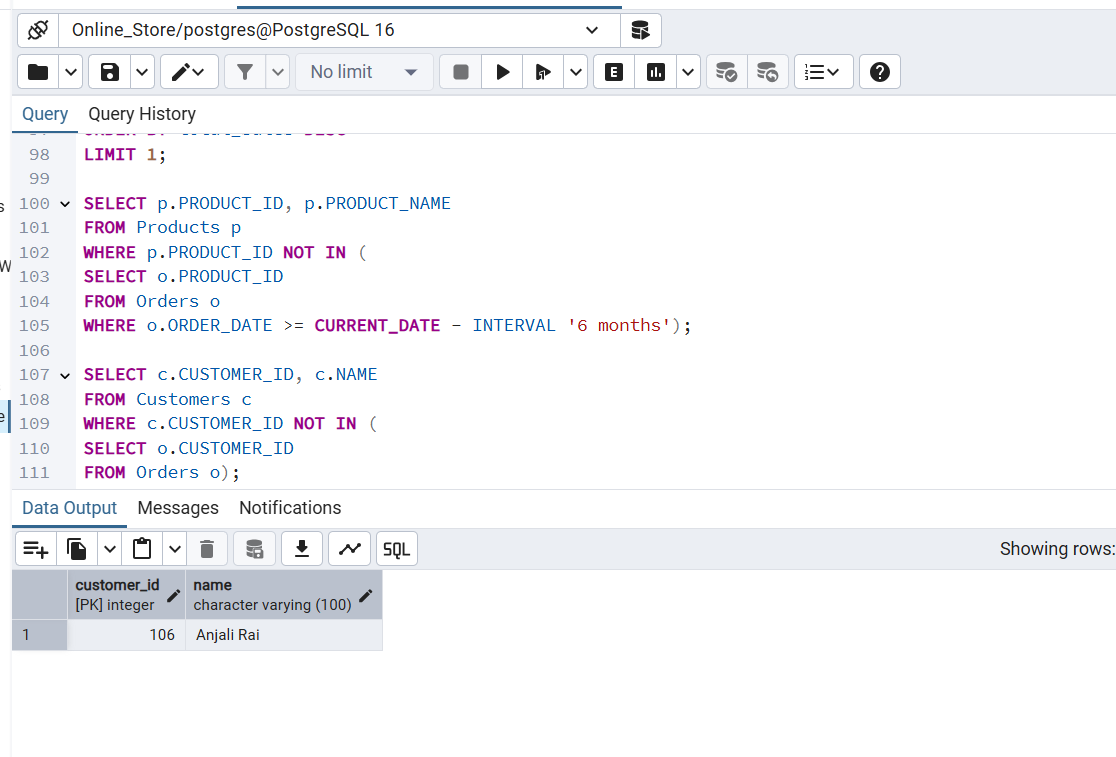 Online_Store/postgres@PostgreSQL 16
No limit
E
Query Query History
98 LIMIT 1;
99
100 SELECT p.PRODUCT_ID, p.PRODUCT_NAME
101 FROM Products p
102 WHERE p.PRODUCT_ID NOT IN (
103 SELECT o.PRODUCT_ID
104 FROM Orders o
105 WHERE o.ORDER_DATE >= CURRENT_DATE - INTERVAL '6 months');
106
107 SELECT c.CUSTOMER_ID, c.NAME
108 FROM Customers c
109 WHERE c.CUSTOMER_ID NOT IN (
110 SELECT o.CUSTOMER_ID
111 FROM Orders o);
Data Output Messages Notifications
SQL Showing rows:
customer_id name
[PK] integer character varying (100)
1 106 Anjali Rai